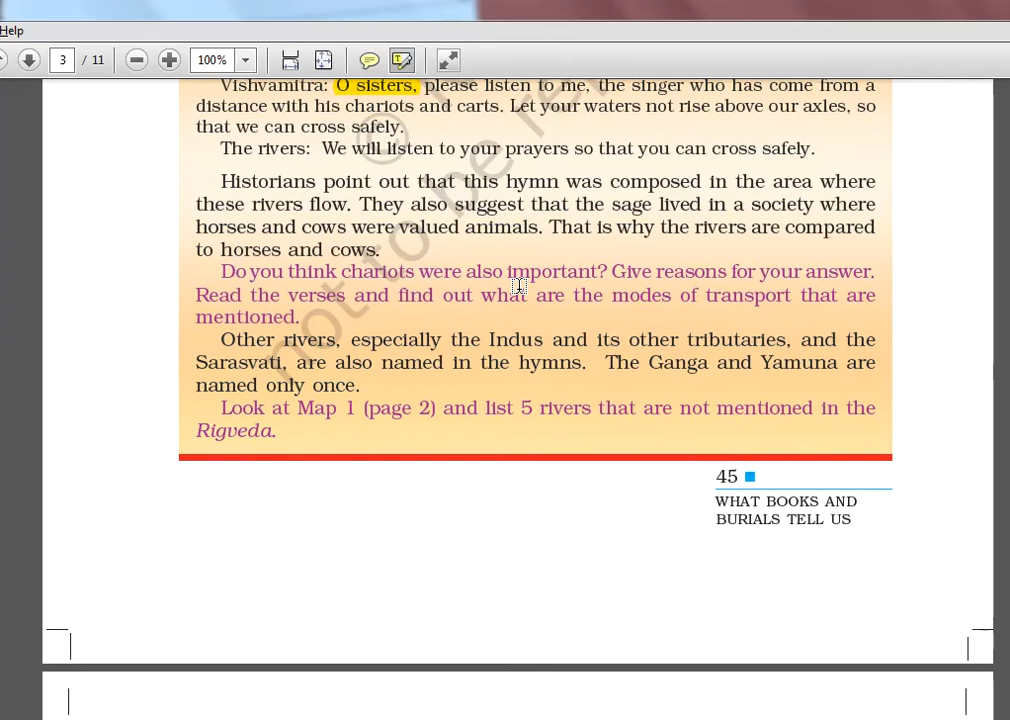 Help
3 / 11
100%
Vishvamitra: O sisters, please listen to me, the singer who has come from a
distance with his chariots and carts. Let your waters not rise above our axles, so
that we can cross safely.
The rivers: We will listen to your prayers so that you can cross safely.
Historians point out that this hymn was composed in the area where
these rivers flow. They also suggest that the sage lived in a society where
horses and cows were valued animals. That is why the rivers are compared
to horses and cows.
Do you think chariots were also important? Give reasons for your answer.
Read the verses and find out what are the modes of transport that are
mentioned.
Other rivers, especially the Indus and its other tributaries, and the
Sarasvati, are also named in the hymns. The Ganga and Yamuna are
named only once.
Look at Map 1 (page 2) and list 5 rivers that are not mentioned in the
Rigveda.
45
WHAT BOOKS AND
BURIALS TELL US
©
not to be re